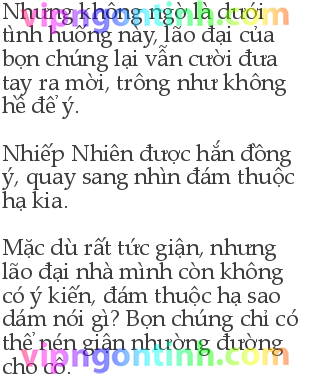 Nhưng không ngờ là dưới
tình huống này, lão đại của
bọn chúng lại vẫn cười đưa
tay ra mời, trông như không
hề để ý.
Nhiếp Nhiên được hắn đồng
ý, quay sang nhìn đám thuộc
hạ kia.
Mặc dù rất tức giận, nhưng
lão đại nhà mình còn không
có ý kiến, đám thuộc hạ sao
dám nói gì? Bọn chúng chỉ có
thể nén giận nhường đường
cho cô.
vipngontinh.com
vipngontinh.com